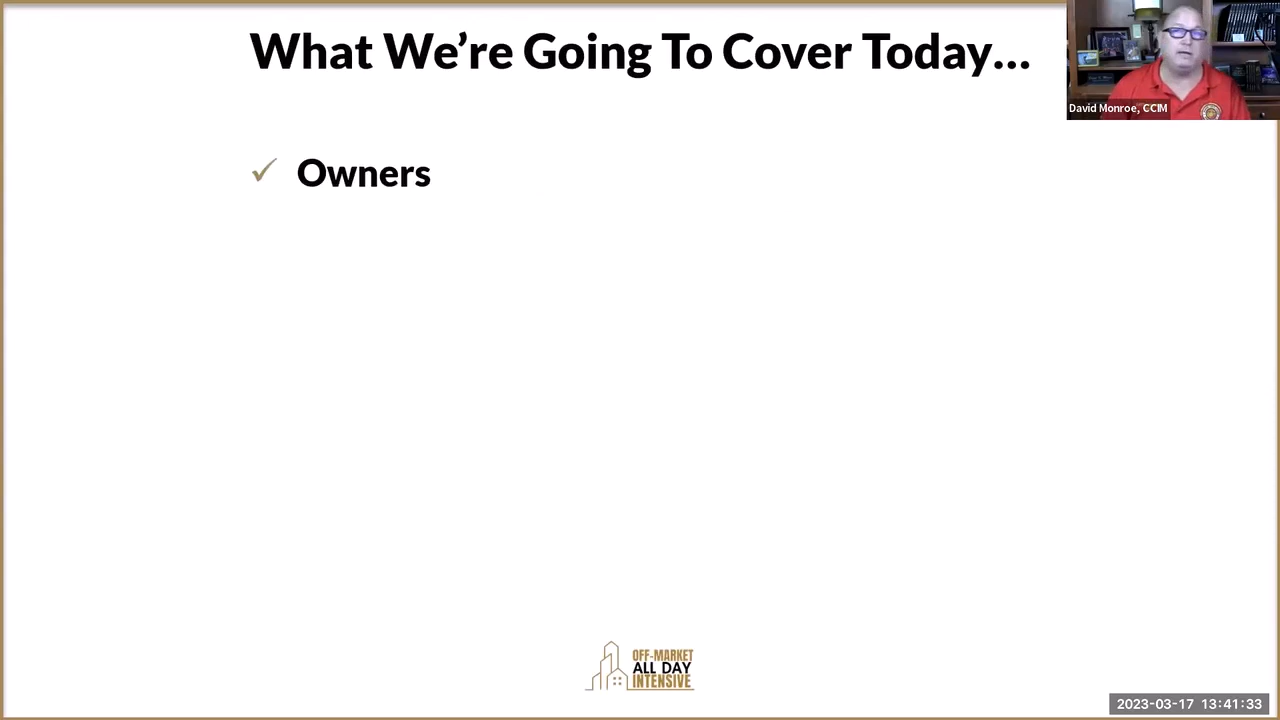 What We’re Going To Cover Today...
David Monroe, CCIM
✓ Owners
OFF-MARKET
ALL DAY
INTENSIVE
2023-03-17 13:41:33